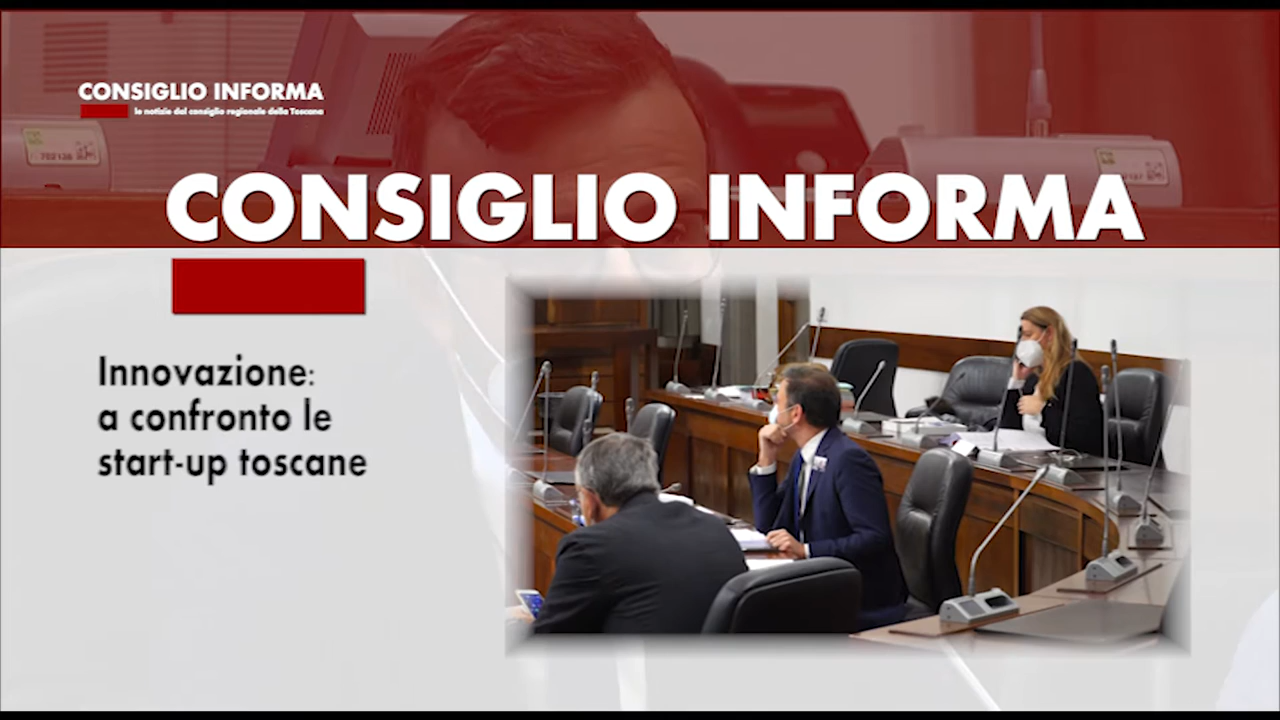 CONSIGLIO INFORMA
le notizie dal consiglio regionale della Toscana
CONSIGLIO INFORMA
Innovazione:
a confronto le
start-up toscane